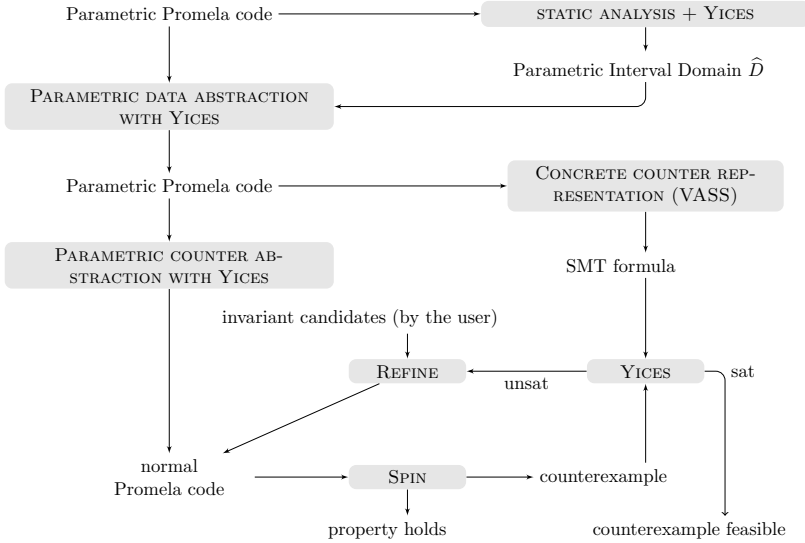 Parametric Promela code
STATIC ANALYSIS + YICES
Parametric Interval Domain D̂
PARAMETRIC DATA ABSTRACTION
WITH YICES
Parametric Promela code
CONCRETE COUNTER REP-
RESENTATION (VASS)
PARAMETRIC COUNTER AB-
STRACTION WITH YICES
SMT formula
invariant candidates (by the user)
REFINE
unsat
YICES
sat
normal
Promela code
SPIN
counterexample
property holds
counterexample feasible